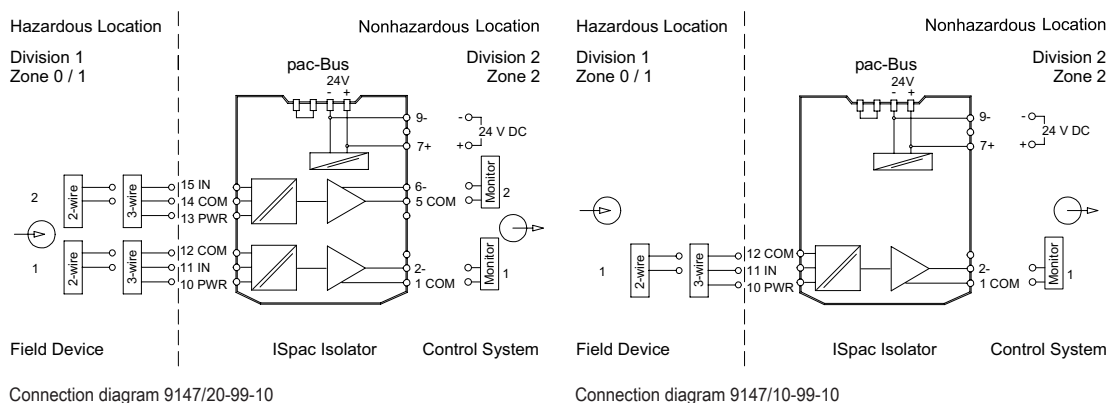 Hazardous Location
Nonhazardous Location
Division 1
Zone 0 / 1
Division 2
Zone 2
pac-Bus
24V
- +
9-
7+
-
+
24 V DC
2
2-wire
3-wire
15 IN
14 COM
13 PWR
6-
5 COM
Monitor
2
1
2-wire
3-wire
12 COM
11 IN
10 PWR
2-
1 COM
Monitor
1
Field Device
ISpac Isolator
Control System
Connection diagram 9147/20-99-10
Hazardous Location
Nonhazardous Location
Division 1
Zone 0 / 1
Division 2
Zone 2
pac-Bus
24V
- +
9-
7+
-
+
24 V DC
1
2-wire
3-wire
12 COM
11 IN
10 PWR
2-
1 COM
Monitor
1
Field Device
ISpac Isolator
Control System
Connection diagram 9147/10-99-10